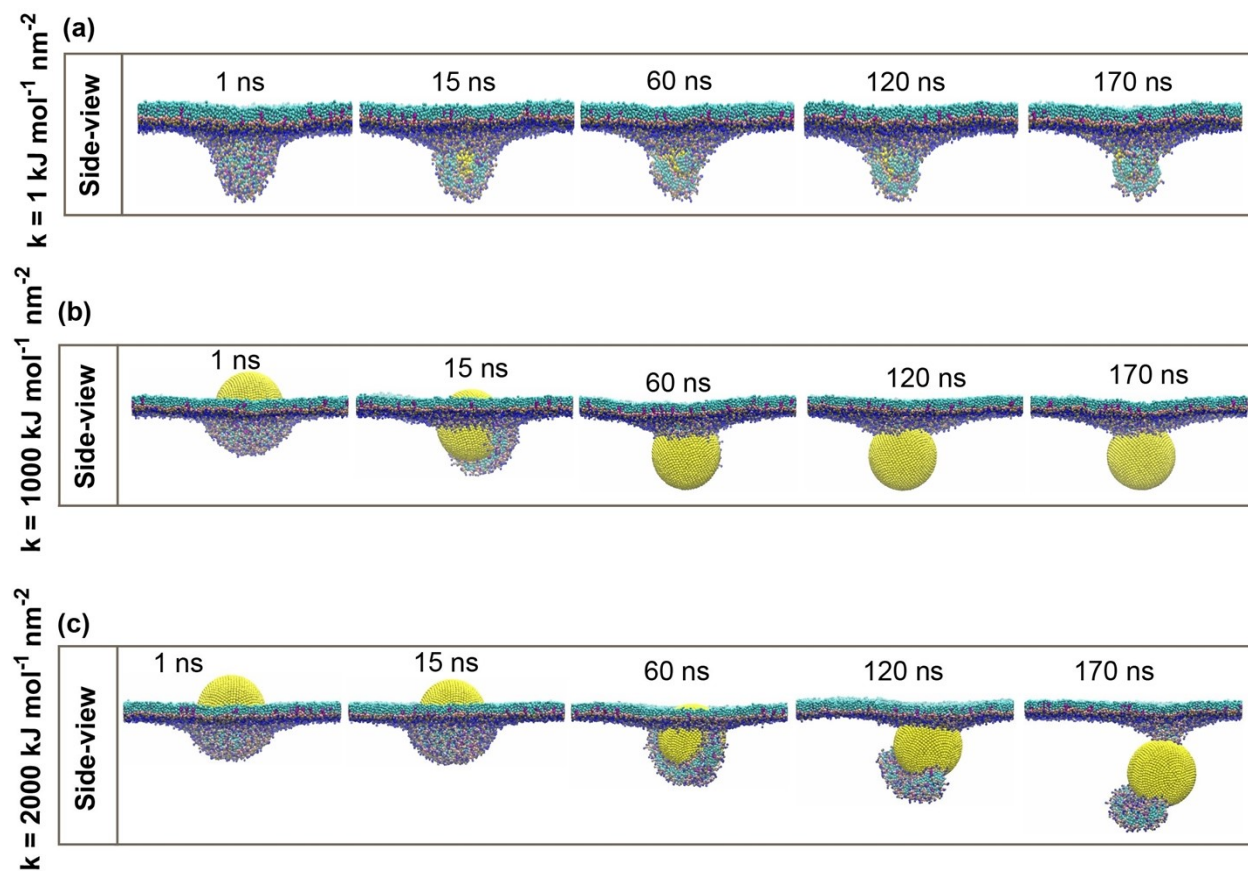 (a)
k = 1 kJ mol⁻¹ nm⁻²
Side-view
1 ns
15 ns
60 ns
120 ns
170 ns
(b)
k = 1000 kJ mol⁻¹ nm⁻²
Side-view
1 ns
15 ns
60 ns
120 ns
170 ns
(c)
k = 2000 kJ mol⁻¹ nm⁻²
Side-view
1 ns
15 ns
60 ns
120 ns
170 ns